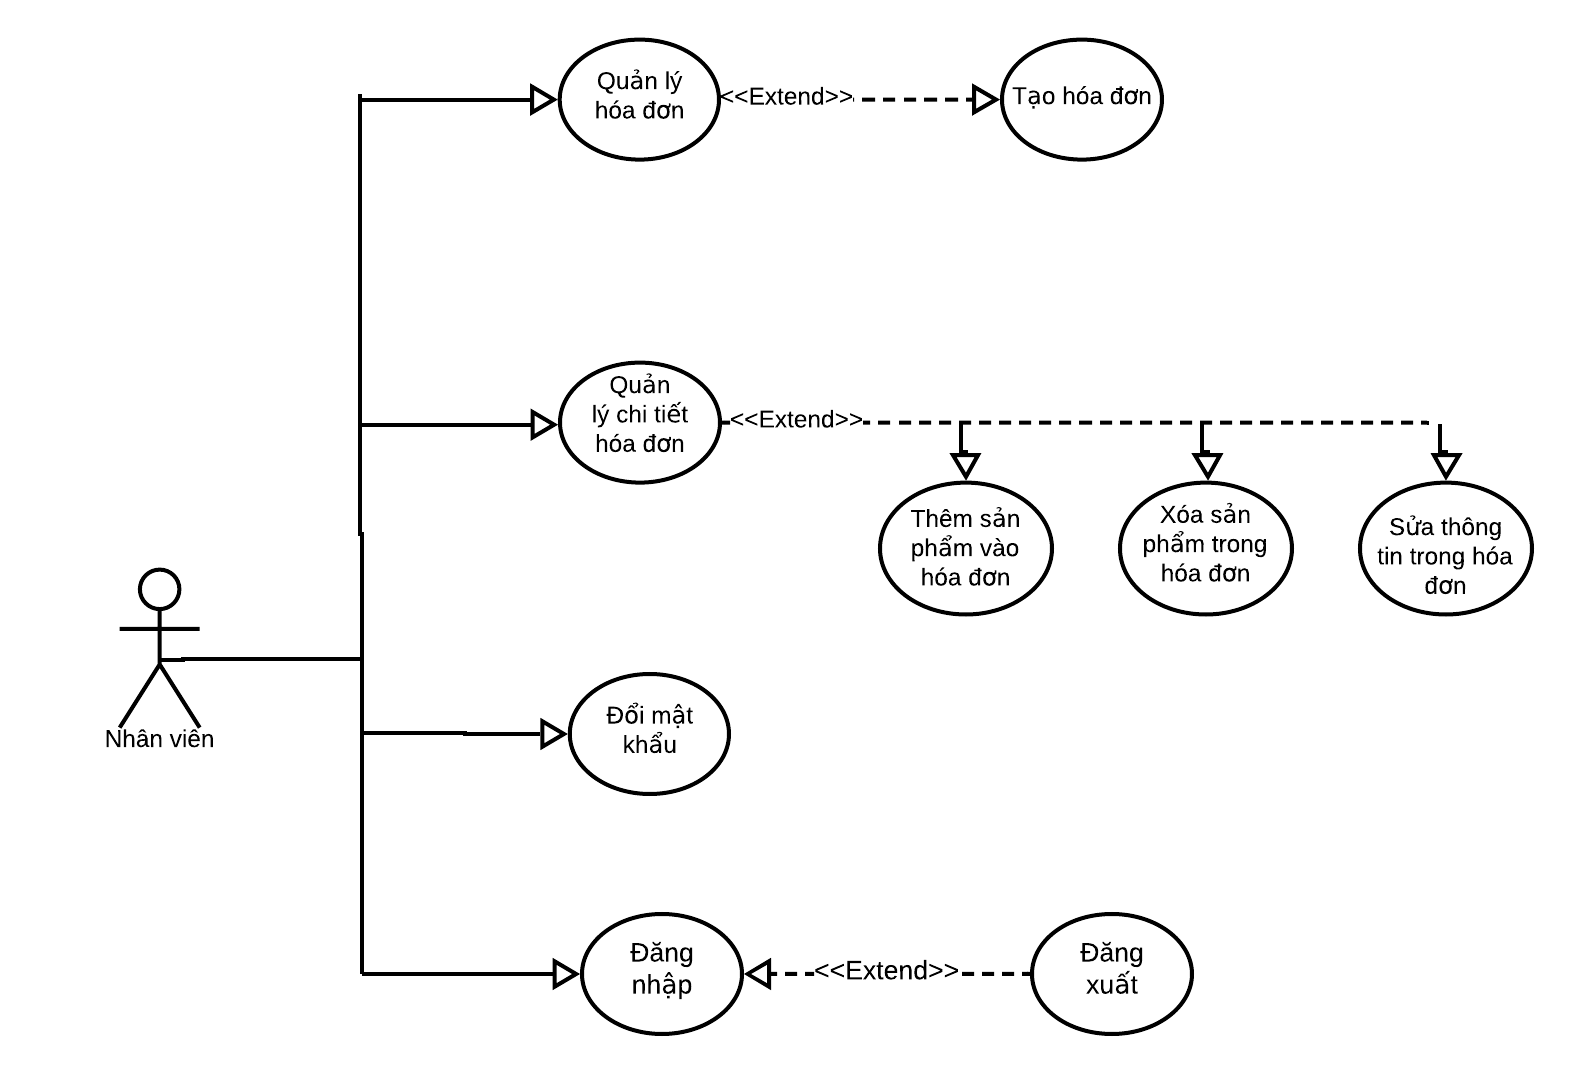 Quản lý
hóa đơn
<<Extend>>
Tạo hóa đơn
Quản
lý chi tiết
hóa đơn
<<Extend>>
Thêm sản
phẩm vào
hóa đơn
Xóa sản
phẩm trong
hóa đơn
Sửa thông
tin trong hóa
đơn
Nhân viên
Đổi mật
khẩu
Đăng
nhập
<<Extend>>
Đăng
xuất